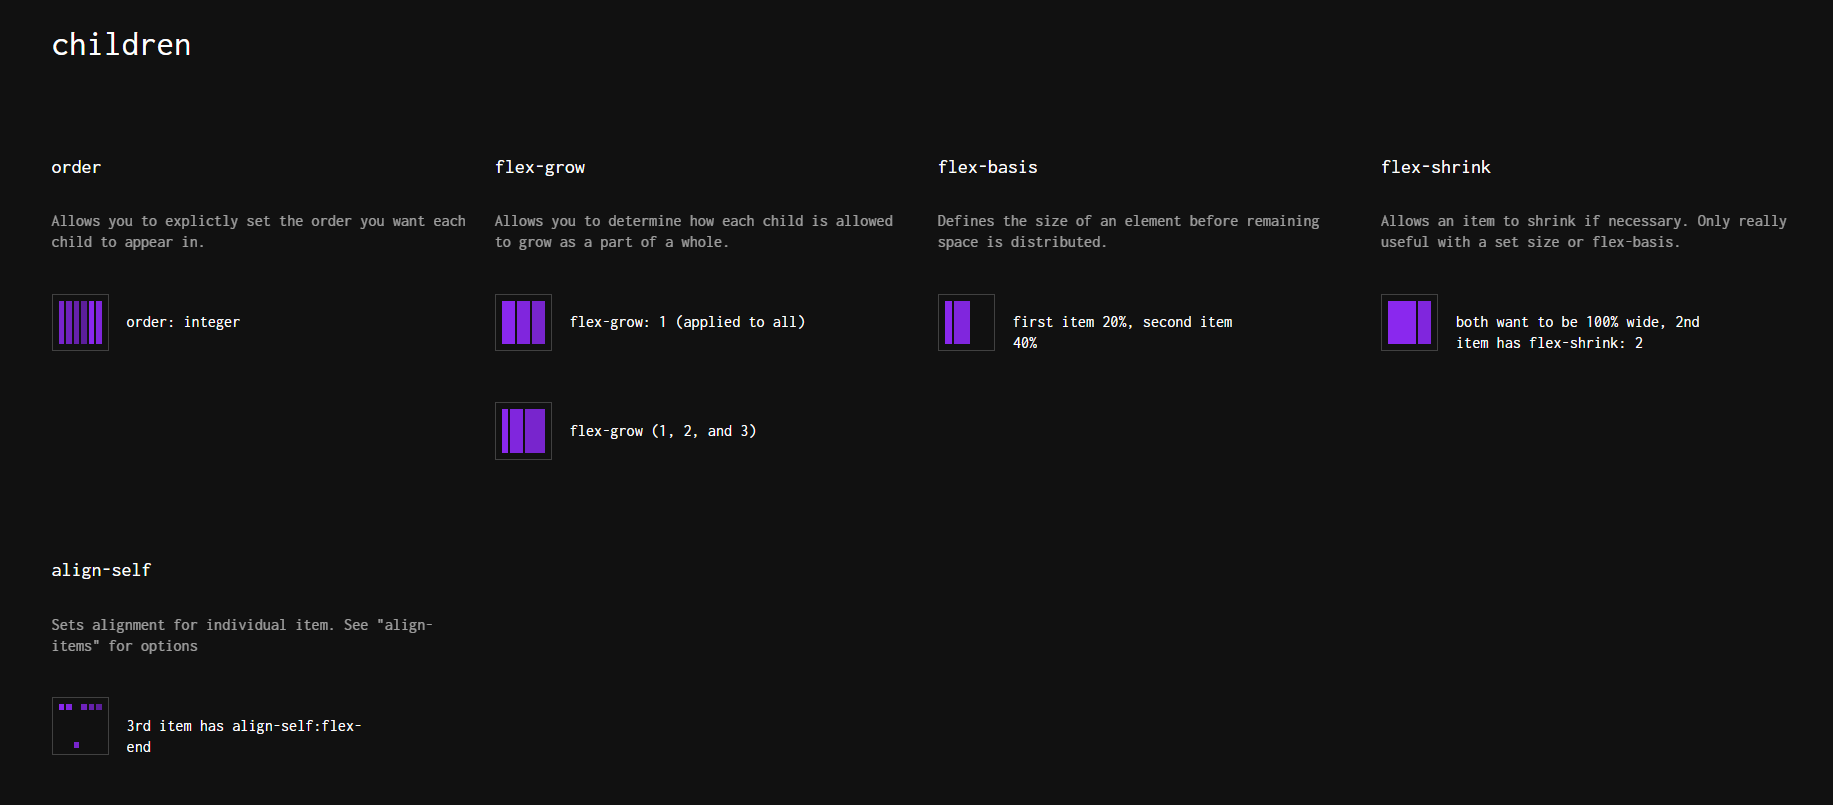 children
order
Allows you to explictly set the order you want each
child to appear in.
order: integer
flex-grow
Allows you to determine how each child is allowed
to grow as a part of a whole.
flex-grow: 1 (applied to all)
flex-grow (1, 2, and 3)
flex-basis
Defines the size of an element before remaining
space is distributed.
first item 20%, second item
40%
flex-shrink
Allows an item to shrink if necessary. Only really
useful with a set size or flex-basis.
both want to be 100% wide, 2nd
item has flex-shrink: 2
align-self
Sets alignment for individual item. See "align-
items" for options
3rd item has align-self:flex-
end